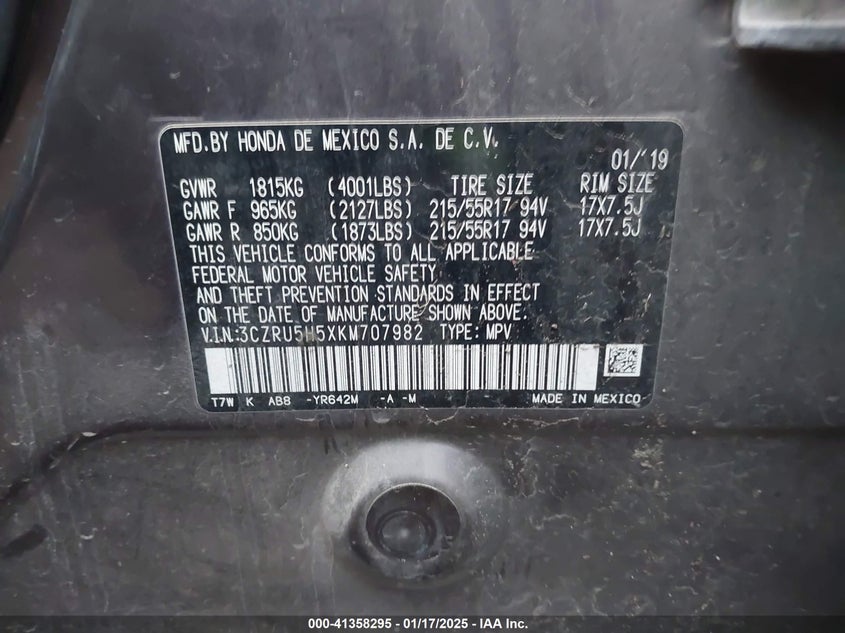 MFD.BY HONDA DE MEXICO S.A. DE C.V.
01/'19
GVWR 1815KG (4001LBS) TIRE SIZE RIM SIZE
GAWR F 965KG (2127LBS) 215/55R17 94V 17X7.5J
GAWR R 850KG (1873LBS) 215/55R17 94V 17X7.5J
THIS VEHICLE CONFORMS TO ALL APPLICABLE
FEDERAL MOTOR VEHICLE SAFETY
AND THEFT PREVENTION STANDARDS IN EFFECT
ON THE DATE OF MANUFACTURE SHOWN ABOVE.
V.I.N:3CZRU5H5XKM707982 TYPE: MPV
T7W K AB8 -YR642M -A -M MADE IN MEXICO
000-41358295 - 01/17/2025 - IAA Inc.